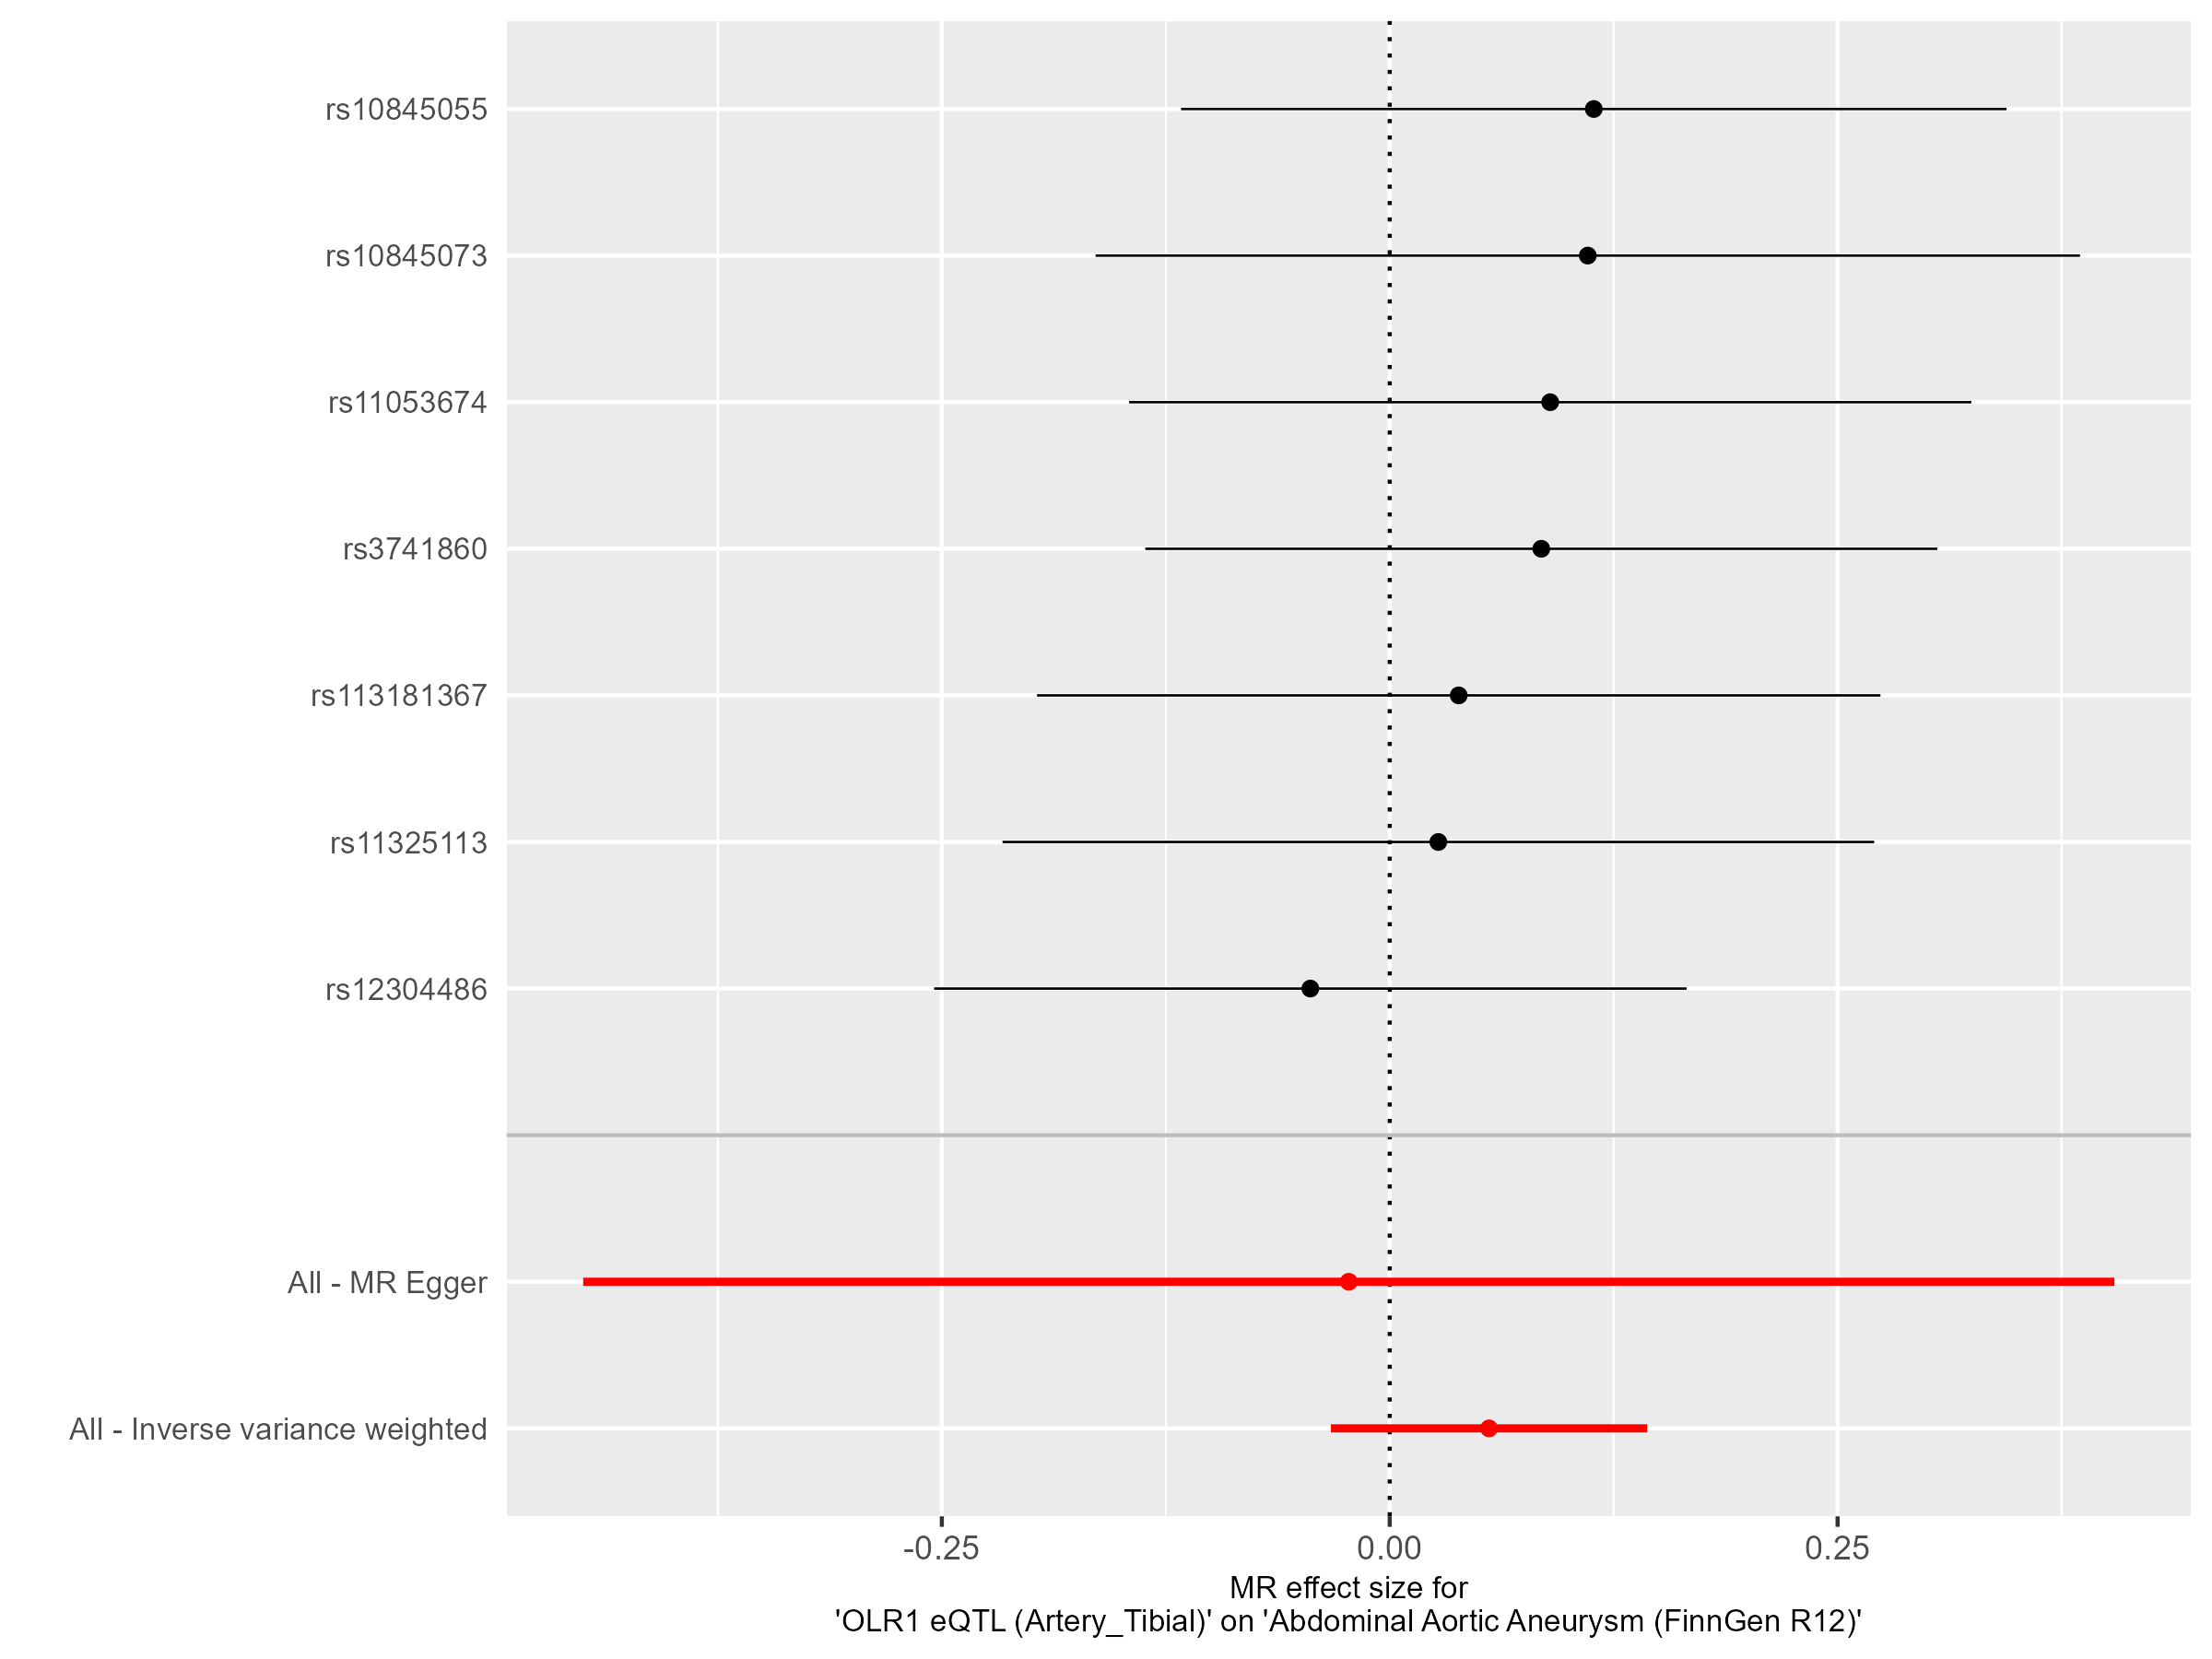 rs10845055
rs10845073
rs11053674
rs3741860
rs113181367
rs11325113
rs12304486
All - MR Egger
All - Inverse variance weighted
-0.25
0.00
0.25
MR effect size for
'OLR1 eQTL (Artery_Tibial)' on 'Abdominal Aortic Aneurysm (FinnGen R12)'